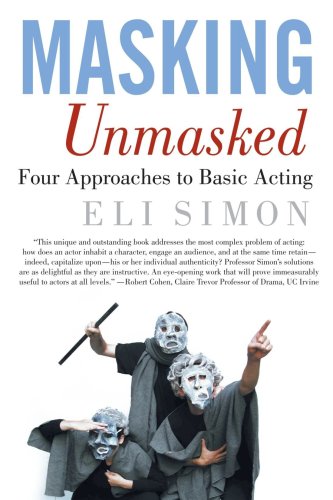 MASKING
Unmasked
Four Approaches to Basic Acting
ELI SIMON
“This unique and outstanding book addresses the most complex problem of acting:
how does an actor inhabit a character, engage an audience, and at the same time retain—
indeed, capitalize upon—his or her individual authenticity? Professor Simon’s solutions
are as delightful as they are instructive. An eye-opening work that will prove immeasurably
useful to actors at all levels.” —Robert Cohen, Claire Trevor Professor of Drama, UC Irvine